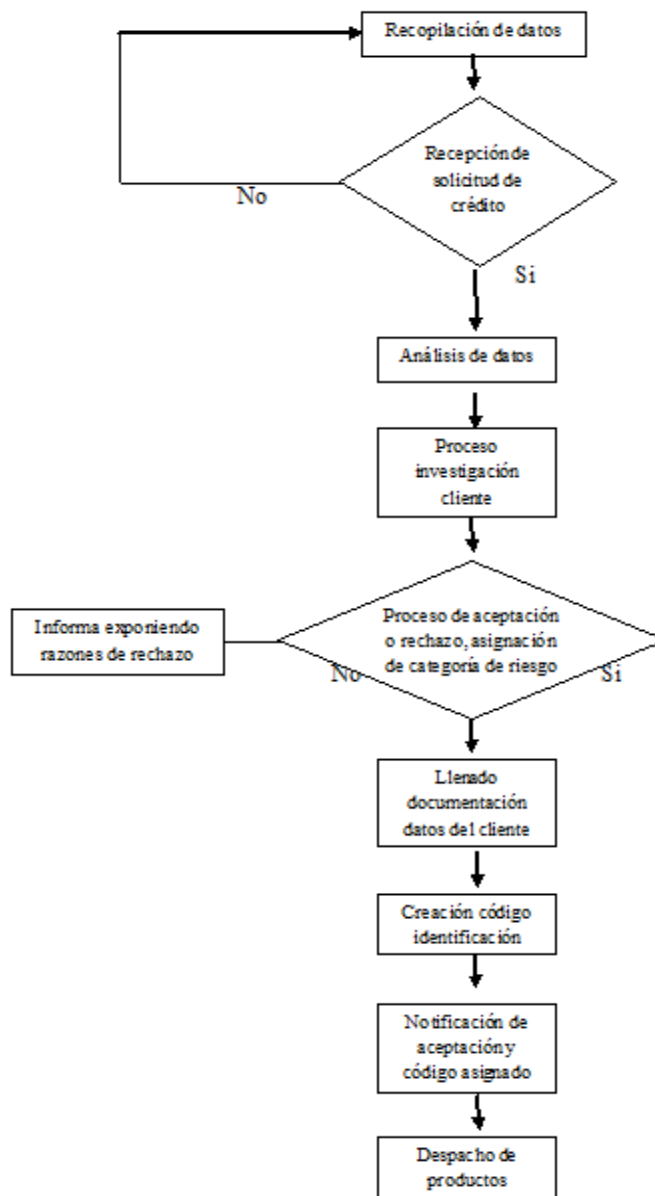 Recopilación de datos
Recepción de
solicitud de
crédito
No
Si
Análisis de datos
Proceso
investigación
cliente
Proceso de aceptación
o rechazo, asignación
de categoría de riesgo
Informa exponiendo
razones de rechazo
No
Si
Llenado
documentación
datos del cliente
Creación código
identificación
Notificación de
aceptación y
código asignado
Despacho de
productos